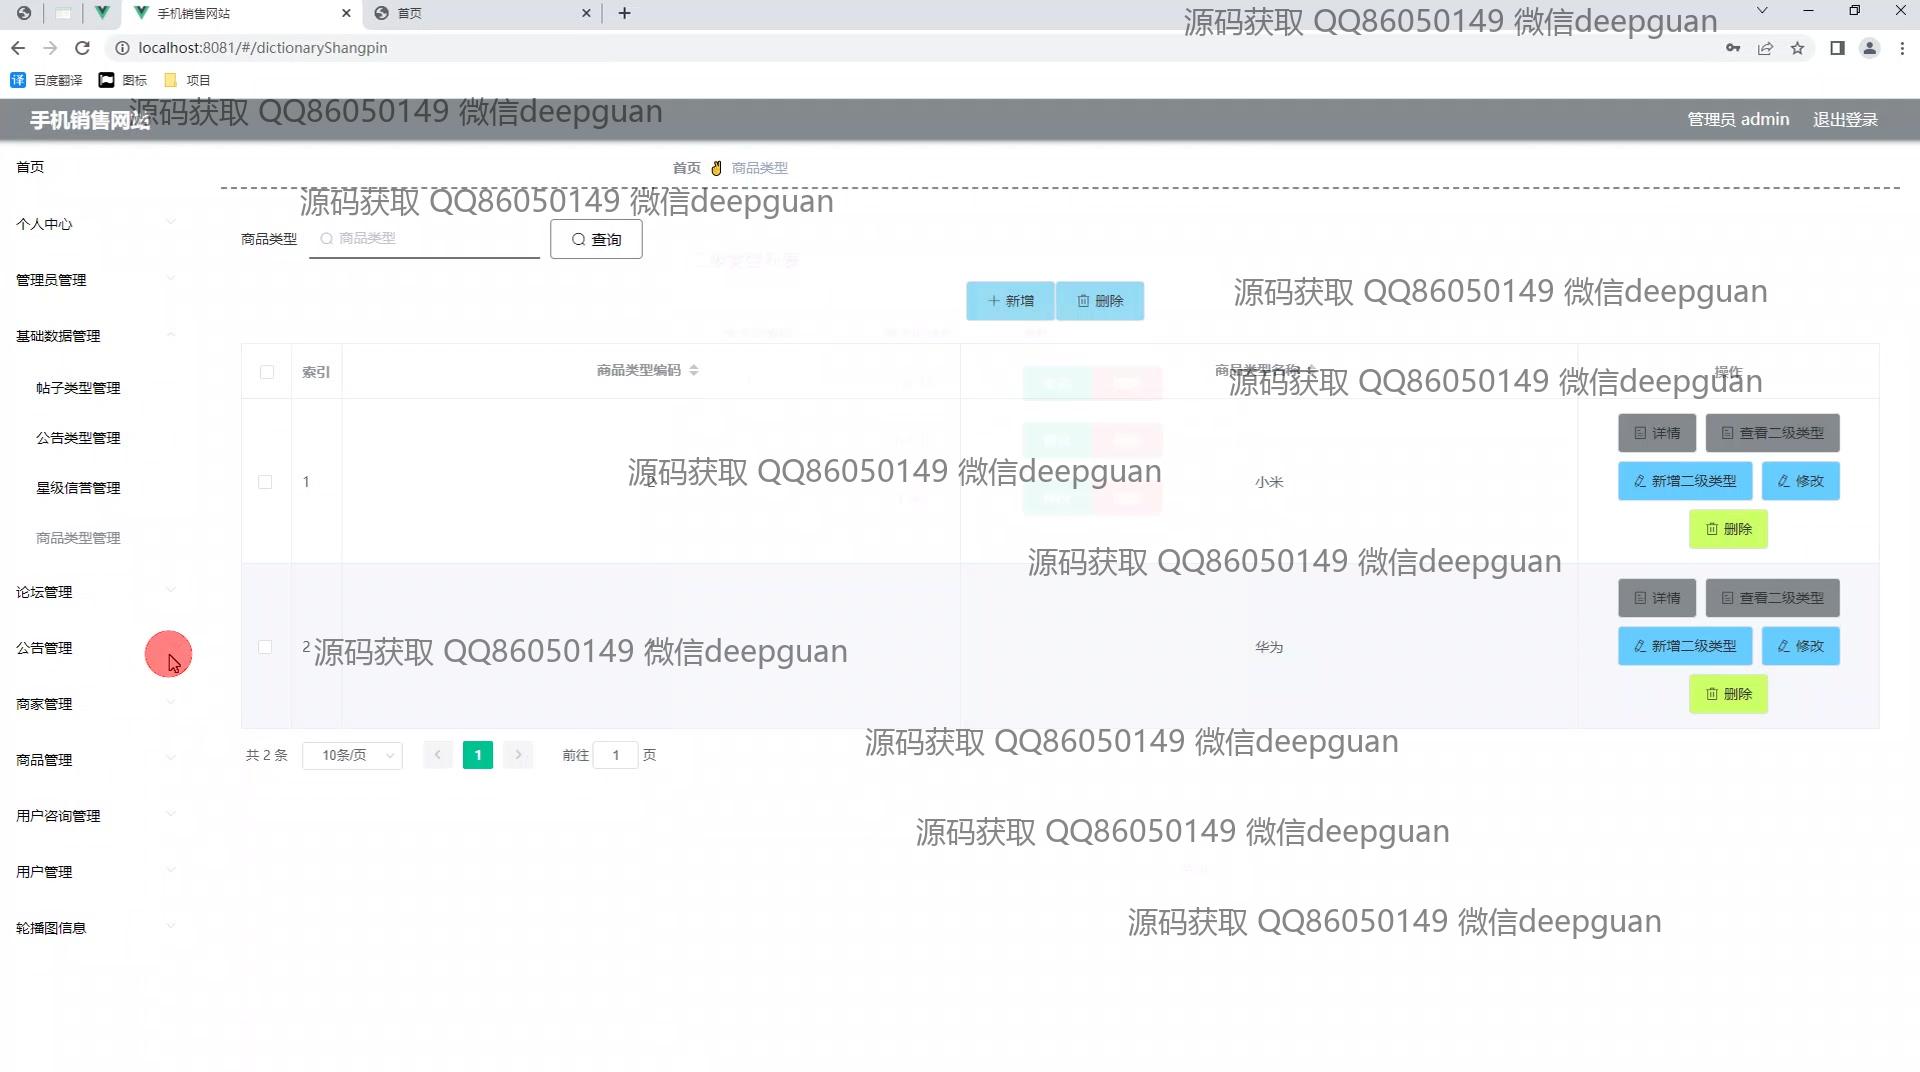 手机销售网站
首页
源码获取 QQ86050149 微信deepguan
localhost:8081/#/dictionaryShangpin
百度翻译
图标
项目
手机销售网站
源码获取 QQ86050149 微信deepguan
管理员 admin
退出登录
首页
首页
商品类型
源码获取 QQ86050149 微信deepguan
个人中心
商品类型
商品类型
查询
管理员管理
新增
删除
源码获取 QQ86050149 微信deepguan
基础数据管理
索引
商品类型编码
商品类型名称
操作
源码获取 QQ86050149 微信deepguan
帖子类型管理
公告类型管理
星级信誉管理
商品类型管理
1
2
小米
详情
查看二级类型
新增二级类型
修改
删除
源码获取 QQ86050149 微信deepguan
源码获取 QQ86050149 微信deepguan
论坛管理
公告管理
2
华为
详情
查看二级类型
新增二级类型
修改
删除
源码获取 QQ86050149 微信deepguan
商家管理
商品管理
共 2 条
10条/页
1
前往
1
页
源码获取 QQ86050149 微信deepguan
用户咨询管理
源码获取 QQ86050149 微信deepguan
用户管理
轮播图信息
源码获取 QQ86050149 微信deepguan